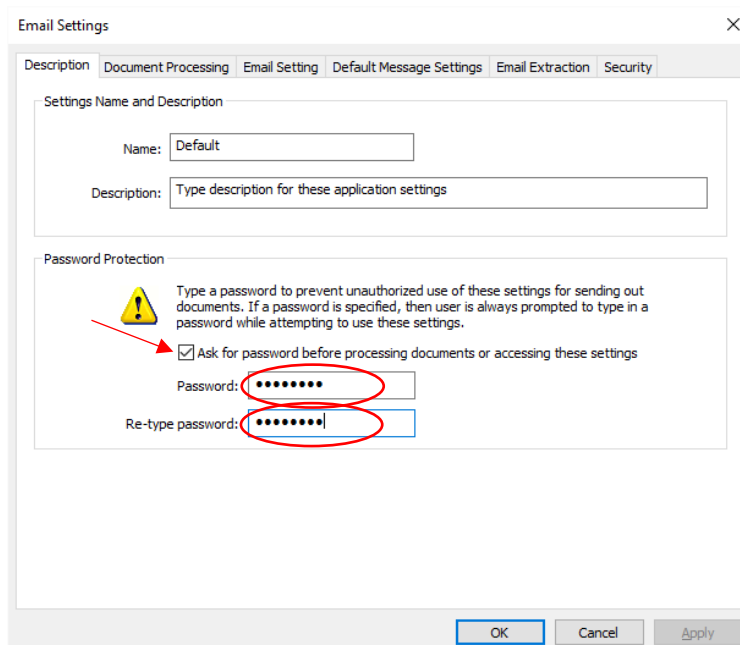 Email Settings
Description Document Processing Email Setting Default Message Settings Email Extraction Security
Settings Name and Description
Name: Default
Description: Type description for these application settings
Password Protection
Type a password to prevent unauthorized use of these settings for sending out
documents. If a password is specified, then user is always prompted to type in a
password while attempting to use these settings.
Ask for password before processing documents or accessing these settings
Password: ••••••••
Re-type password: ••••••••
OK Cancel Apply